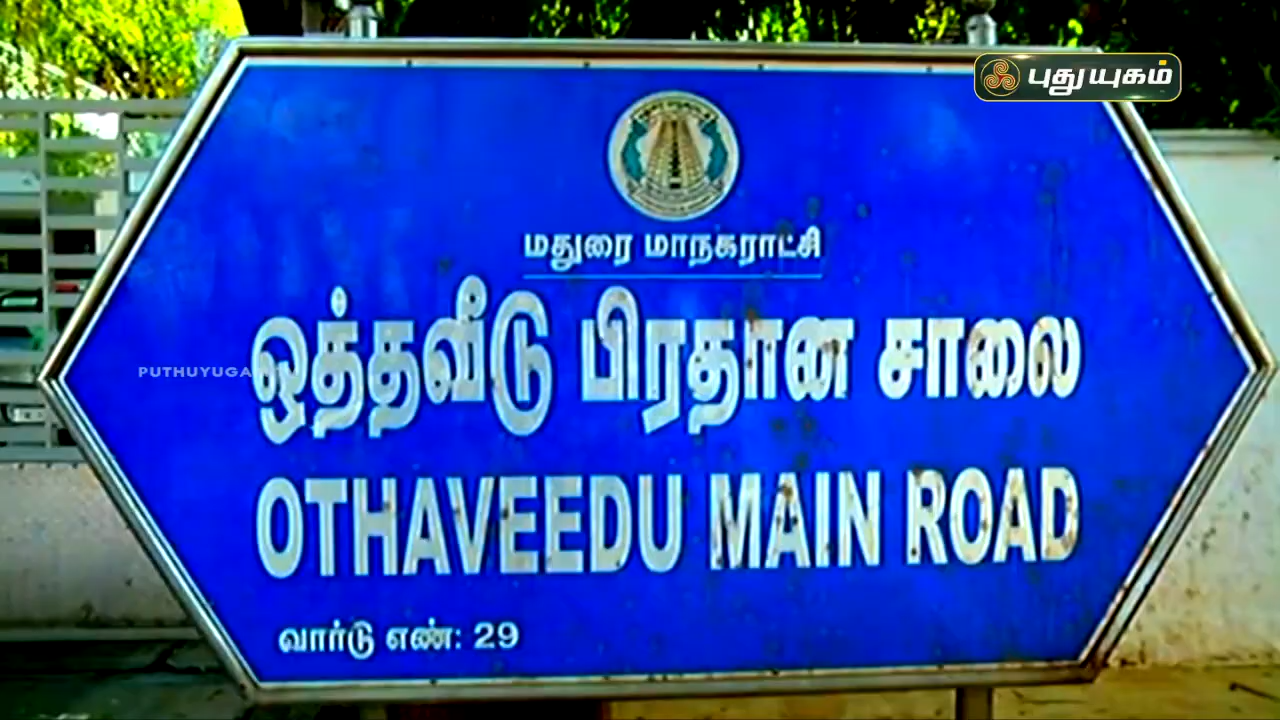 புதுயுகம்
மதுரை மாநகராட்சி
ஒத்தவீடு பிரதான சாலை
PUTHUYUGA
OTHAVEEDU MAIN ROAD
வார்டு எண்: 29